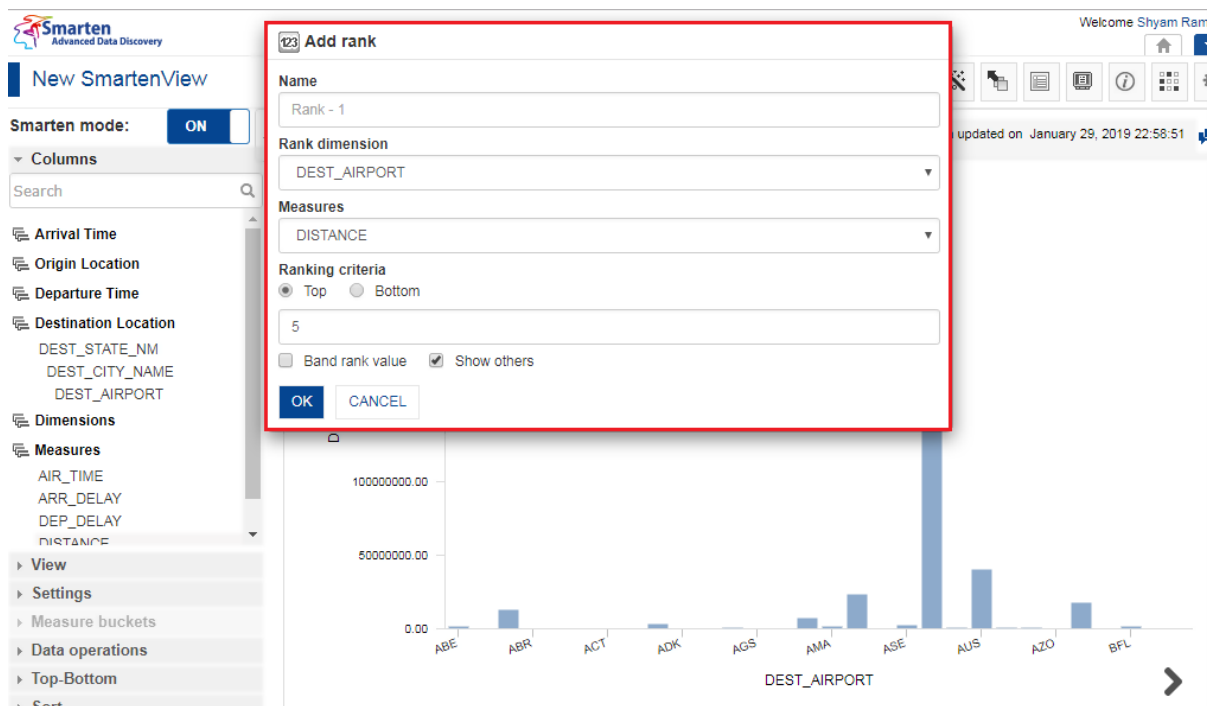 Smarten
Advanced Data Discovery
Welcome Shyam Ram
New SmartenView
Smarten mode: ON
Columns
Search
Arrival Time
Origin Location
Departure Time
Destination Location
DEST_STATE_NM
DEST_CITY_NAME
DEST_AIRPORT
Dimensions
Measures
AIR_TIME
ARR_DELAY
DEP_DELAY
DISTANCE
View
Settings
Measure buckets
Data operations
Top-Bottom
Sort
123 Add rank
Name
Rank - 1
Rank dimension
DEST_AIRPORT
Measures
DISTANCE
Ranking criteria
Top Bottom
5
Band rank value Show others
OK CANCEL
updated on January 29, 2019 22:58:51
D
100000000.00
50000000.00
0.00
ABE ABR ACT ADK AGS AMA ASE AUS AZO BFL
DEST_AIRPORT